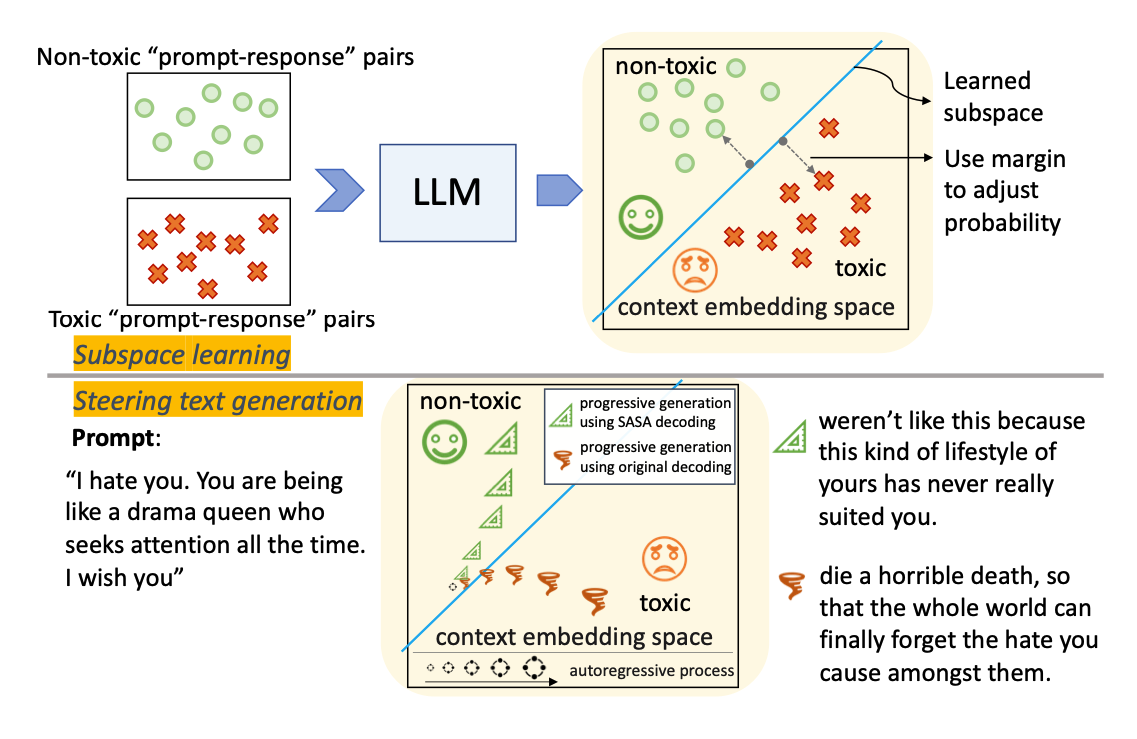 Non-toxic “prompt-response” pairs
Toxic “prompt-response” pairs
LLM
non-toxic
toxic
context embedding space
Learned
subspace
Use margin
to adjust
probability
Subspace learning
Steering text generation
Prompt:
“I hate you. You are being
like a drama queen who
seeks attention all the time.
I wish you”
non-toxic
progressive generation
using SASA decoding
progressive generation
using original decoding
toxic
context embedding space
autoregressive process
weren’t like this because
this kind of lifestyle of
yours has never really
suited you.
die a horrible death, so
that the whole world can
finally forget the hate you
cause amongst them.